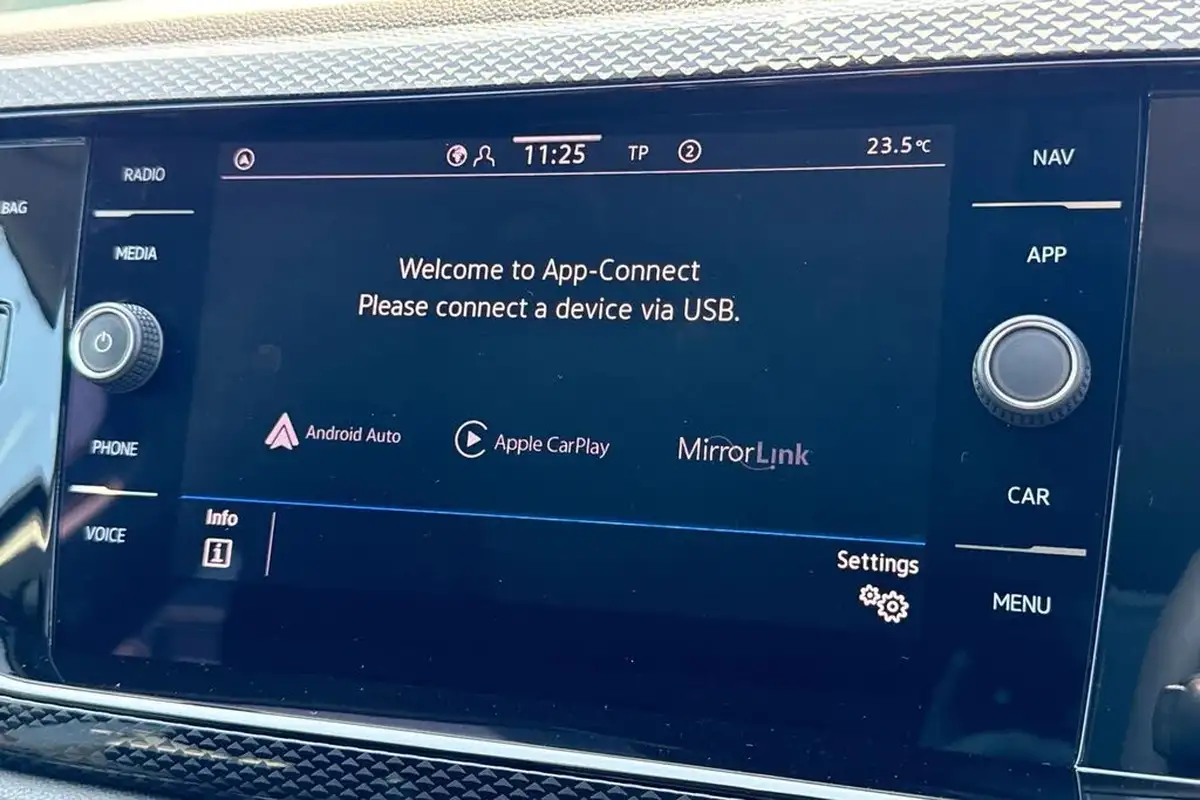 BAG
RADIO
MEDIA
PHONE
VOICE
11:25 TP 2 23.5°C
Welcome to App-Connect
Please connect a device via USB.
Android Auto Apple CarPlay MirrorLink
Info
i
Settings
NAV
APP
CAR
MENU